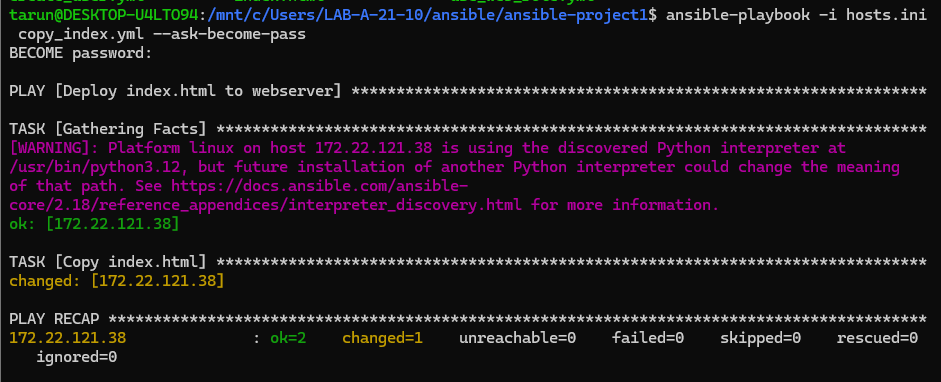 tarun@DESKTOP-U4LTO94:/mnt/c/Users/LAB-A-21-10/ansible/ansible-project1$ ansible-playbook -i hosts.ini
copy_index.yml --ask-become-pass
BECOME password:
PLAY [Deploy index.html to webserver] ****************************************************************
TASK [Gathering Facts] *******************************************************************************
[WARNING]: Platform linux on host 172.22.121.38 is using the discovered Python interpreter at
/usr/bin/python3.12, but future installation of another Python interpreter could change the meaning
of that path. See https://docs.ansible.com/ansible-
core/2.18/reference_appendices/interpreter_discovery.html for more information.
ok: [172.22.121.38]
TASK [Copy index.html] *******************************************************************************
changed: [172.22.121.38]
PLAY RECAP *******************************************************************************************
172.22.121.38              : ok=2    changed=1    unreachable=0    failed=0    skipped=0    rescued=0
ignored=0